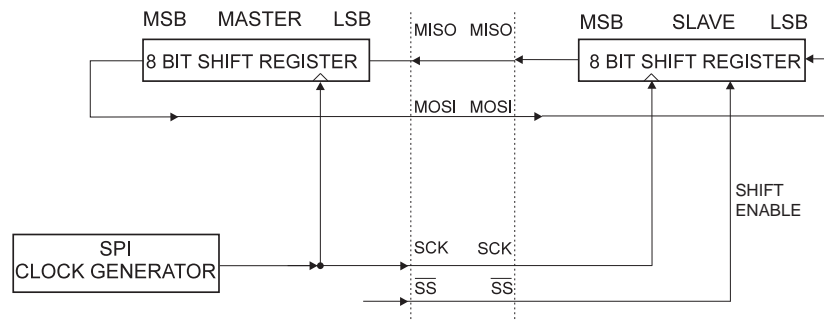 MSB MASTER LSB
MISO MISO
MSB SLAVE LSB
8 BIT SHIFT REGISTER
8 BIT SHIFT REGISTER
MOSI MOSI
SHIFT
ENABLE
SPI
CLOCK GENERATOR
SCK SCK
SS SS